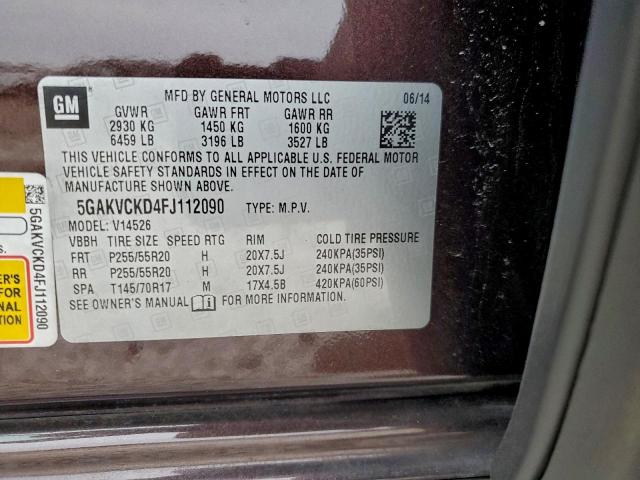 GM
MFD BY GENERAL MOTORS LLC
06/14
GVWR GAWR FRT GAWR RR
2930 KG 1450 KG 1600 KG
6459 LB 3196 LB 3527 LB
THIS VEHICLE CONFORMS TO ALL APPLICABLE U.S. FEDERAL MOTOR
VEHICLE SAFETY STANDARDS IN EFFECT ON THE DATE OF
MANUFACTURE SHOWN ABOVE.
5GAKVCKD4FJ112090 TYPE: M.P.V.
MODEL: V14526
VBBH TIRE SIZE SPEED RTG RIM COLD TIRE PRESSURE
FRT P255/55R20 H 20X7.5J 240KPA(35PSI)
RR P255/55R20 H 20X7.5J 240KPA(35PSI)
SPA T145/70R17 M 17X4.5B 420KPA(60PSI)
SEE OWNER'S MANUAL FOR MORE INFORMATION.
5GAKVCKD4FJ112090
FOR
NAL
TION